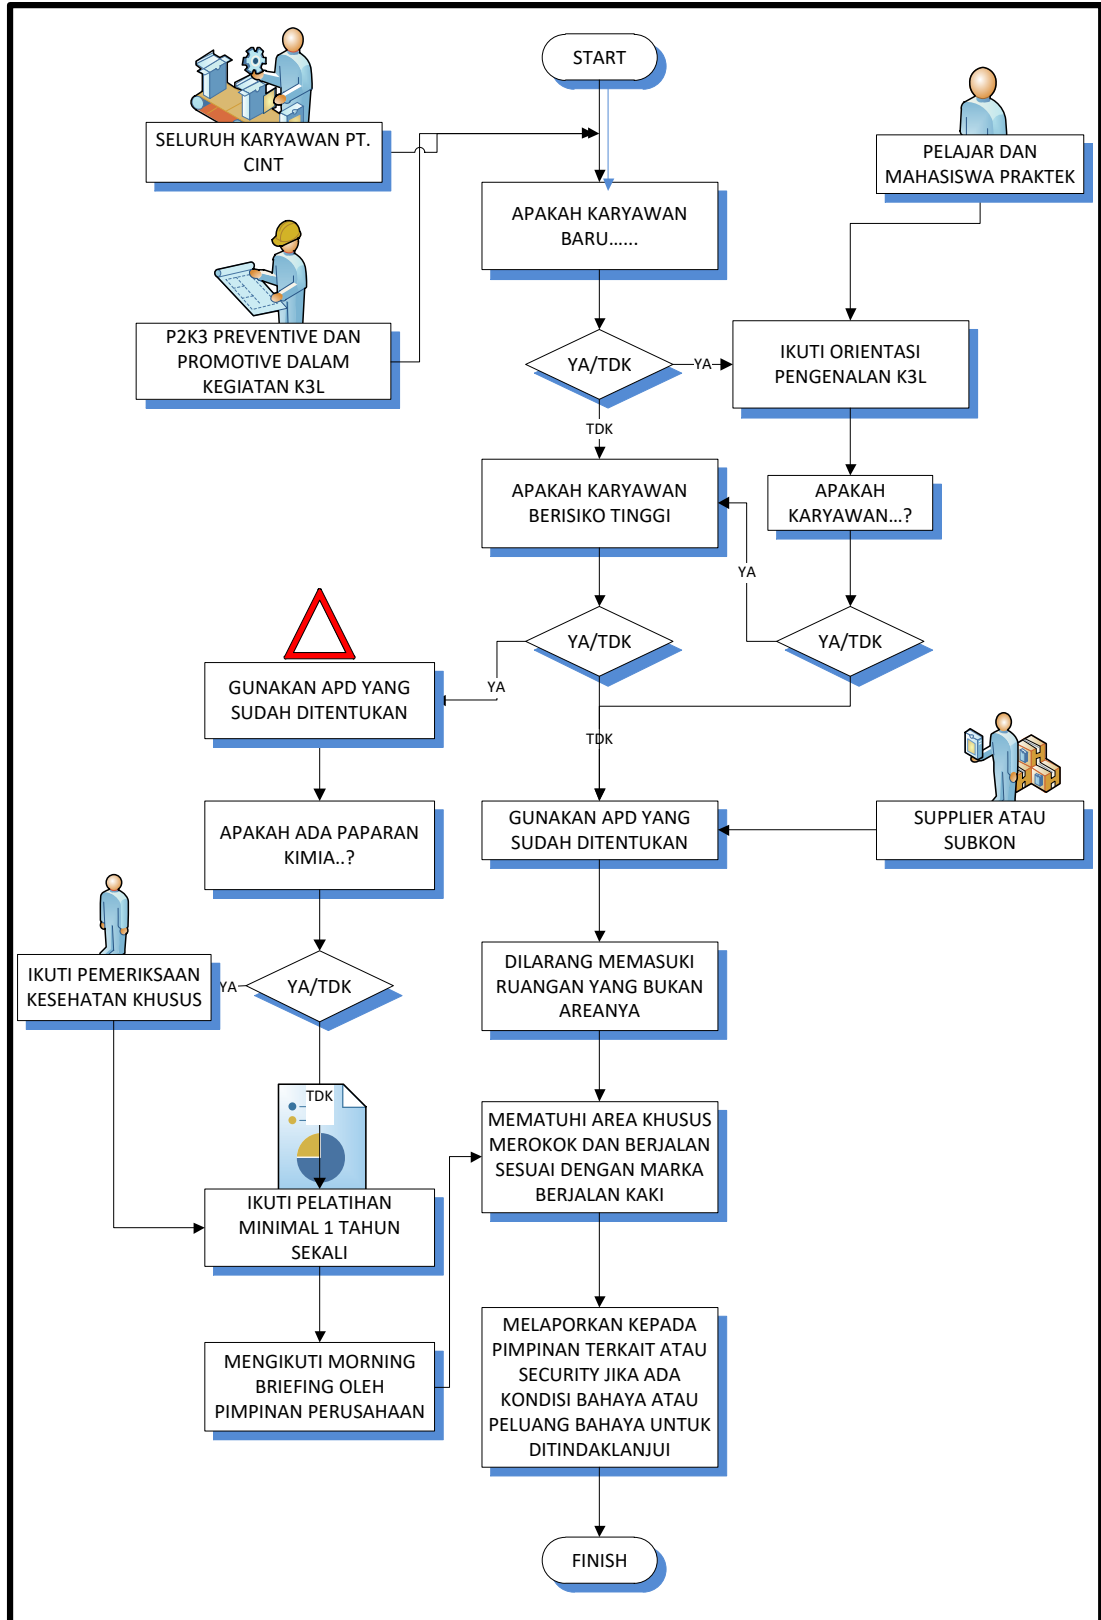 START
SELURUH KARYAWAN PT.
CINT
PELAJAR DAN
MAHASISWA PRAKTEK
APAKAH KARYAWAN
BARU......
P2K3 PREVENTIVE DAN
PROMOTIVE DALAM
KEGIATAN K3L
YA/TDK
YA
IKUTI ORIENTASI
PENGENALAN K3L
TDK
APAKAH KARYAWAN
BERISIKO TINGGI
APAKAH
KARYAWAN...?
YA
YA/TDK
YA/TDK
YA
GUNAKAN APD YANG
SUDAH DITENTUKAN
TDK
GUNAKAN APD YANG
SUDAH DITENTUKAN
SUPPLIER ATAU
SUBKON
APAKAH ADA PAPARAN
KIMIA..?
IKUTI PEMERIKSAAN
KESEHATAN KHUSUS
YA
YA/TDK
DILARANG MEMASUKI
RUANGAN YANG BUKAN
AREANYA
TDK
MEMATUHI AREA KHUSUS
MEROKOK DAN BERJALAN
SESUAI DENGAN MARKA
BERJALAN KAKI
IKUTI PELATIHAN
MINIMAL 1 TAHUN
SEKALI
MENGIKUTI MORNING
BRIEFING OLEH
PIMPINAN PERUSAHAAN
MELAPORKAN KEPADA
PIMPINAN TERKAIT ATAU
SECURITY JIKA ADA
KONDISI BAHAYA ATAU
PELUANG BAHAYA UNTUK
DITINDAKLANJUI
FINISH